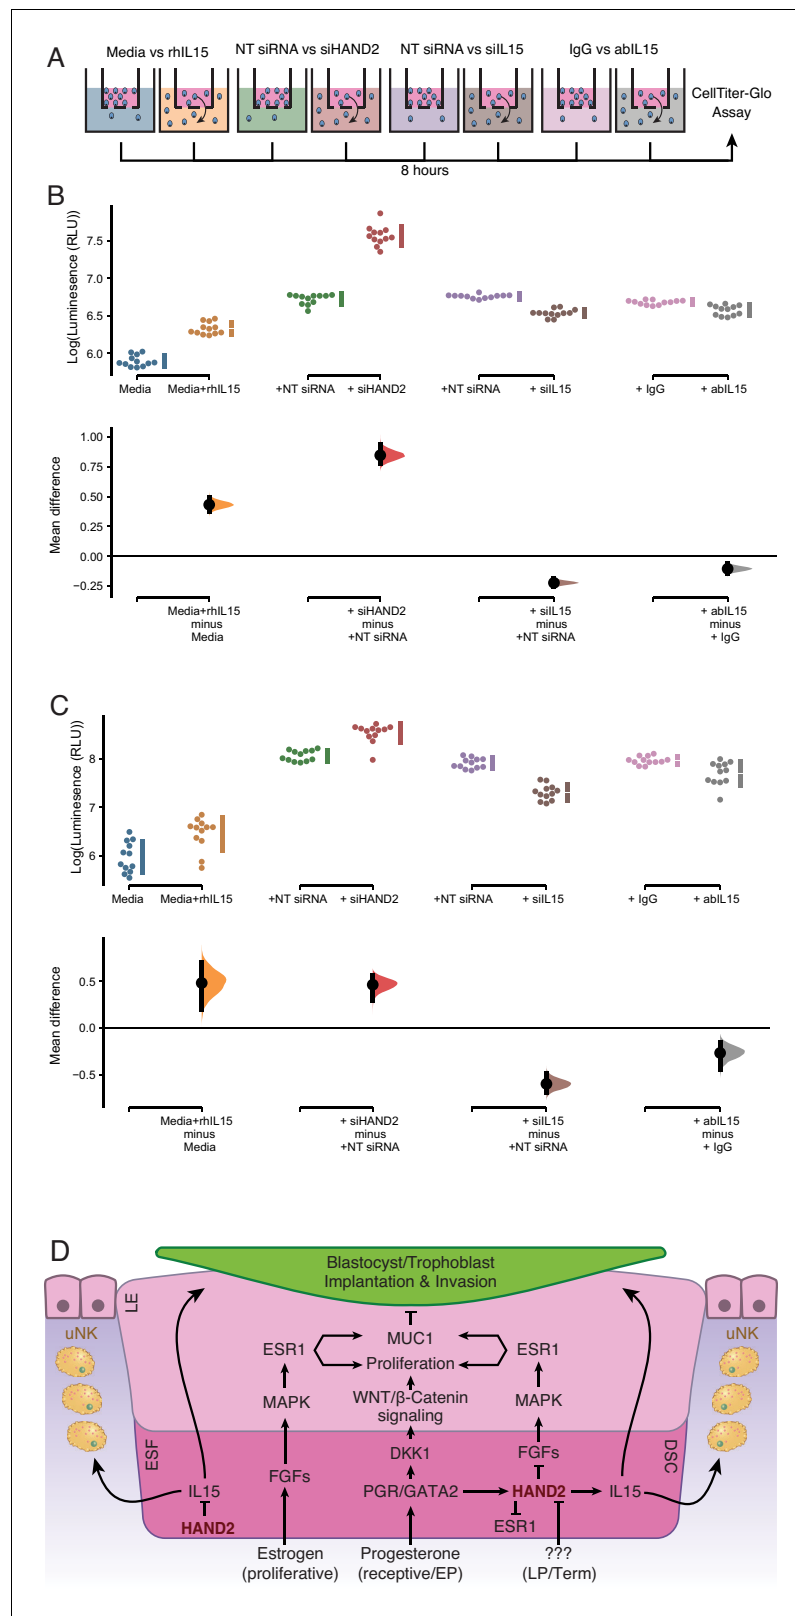 A
Media vs rhIL15
NT siRNA vs siHAND2
NT siRNA vs siIL15
IgG vs abIL15
CellTiter-Glo
Assay
8 hours
B
Log(Luminesence (RLU))
7.5
7.0
6.5
6.0
Media
Media+rhIL15
+NT siRNA
+ siHAND2
+NT siRNA
+ siIL15
+ IgG
+ abIL15
Mean difference
1.00
0.75
0.50
0.25
0.00
−0.25
Media+rhIL15
minus
Media
+ siHAND2
minus
+NT siRNA
+ siIL15
minus
+NT siRNA
+ abIL15
minus
+ IgG
C
Log(Luminesence (RLU))
8
7
6
Media
Media+rhIL15
+NT siRNA
+ siHAND2
+NT siRNA
+ siIL15
+ IgG
+ abIL15
Mean difference
0.5
0.0
−0.5
Media+rhIL15
minus
Media
+ siHAND2
minus
+NT siRNA
+ siIL15
minus
+NT siRNA
+ abIL15
minus
+ IgG
D
Blastocyst/Trophoblast
Implantation & Invasion
LE
uNK
uNK
ESR1
MUC1
ESR1
Proliferation
MAPK
WNT/β-Catenin
signaling
MAPK
ESF
DSC
DKK1
FGFs
FGFs
IL15
PGR/GATA2
HAND2
IL15
HAND2
ESR1
Estrogen
(proliferative)
Progesterone
(receptive/EP)
???
(LP/Term)